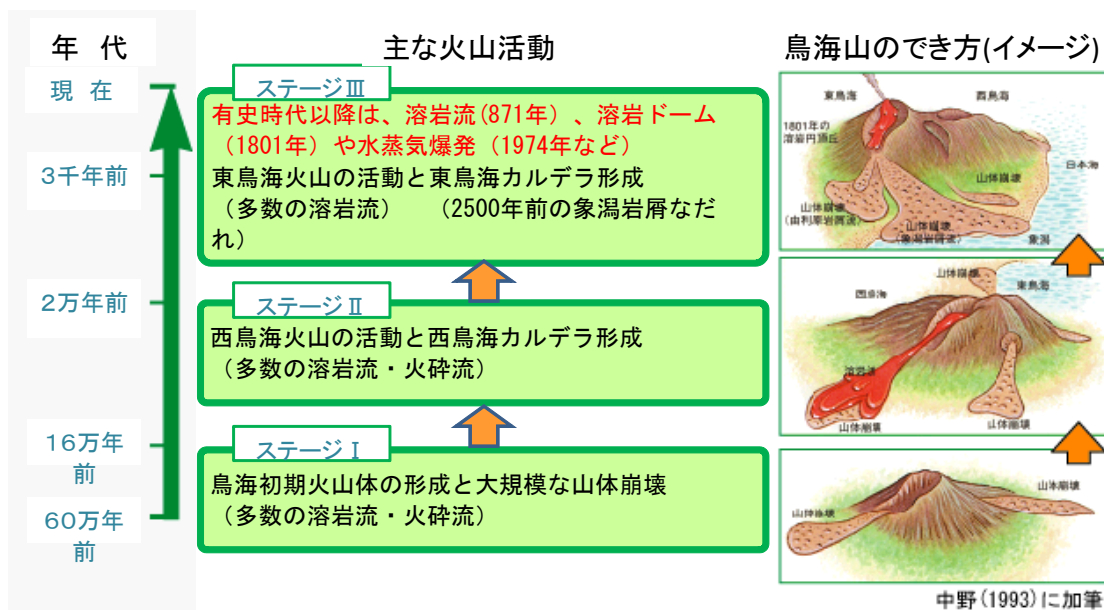 年 代
主な火山活動
鳥海山のでき方(イメージ)
現 在
3千年前
2万年前
16万年
前
60万年
前
ステージⅢ
有史時代以降は、溶岩流(871年) 、溶岩ドーム
(1801年) や水蒸気爆発 (1974年など)
東鳥海火山の活動と東鳥海カルデラ形成
(多数の溶岩流) (2500年前の象潟岩屑なだ
れ)
ステージⅡ
西鳥海火山の活動と西鳥海カルデラ形成
(多数の溶岩流・火砕流)
ステージⅠ
鳥海初期火山体の形成と大規模な山体崩壊
(多数の溶岩流・火砕流)
東鳥海
西鳥海
1801年の
溶岩円頂丘
日本海
山体崩壊
山体崩壊
(由利原岩屑流)
山体崩壊
(象潟岩屑流)
象潟
山体崩壊
西鳥海
東鳥海
溶岩流
山体崩壊
山体崩壊
山体崩壊
山体崩壊
中野(1993)に加筆